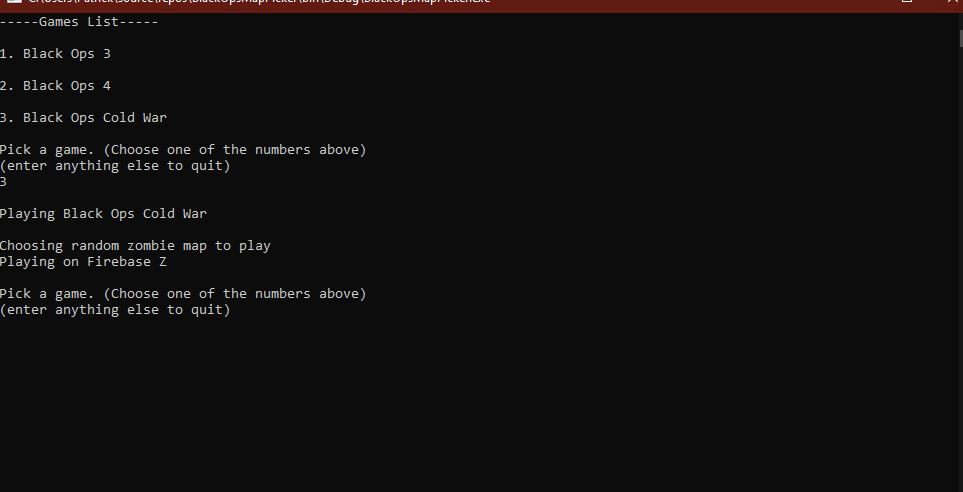 -----Games List-----
1. Black Ops 3
2. Black Ops 4
3. Black Ops Cold War
Pick a game. (Choose one of the numbers above)
(enter anything else to quit)
3
Playing Black Ops Cold War
Choosing random zombie map to play
Playing on Firebase Z
Pick a game. (Choose one of the numbers above)
(enter anything else to quit)